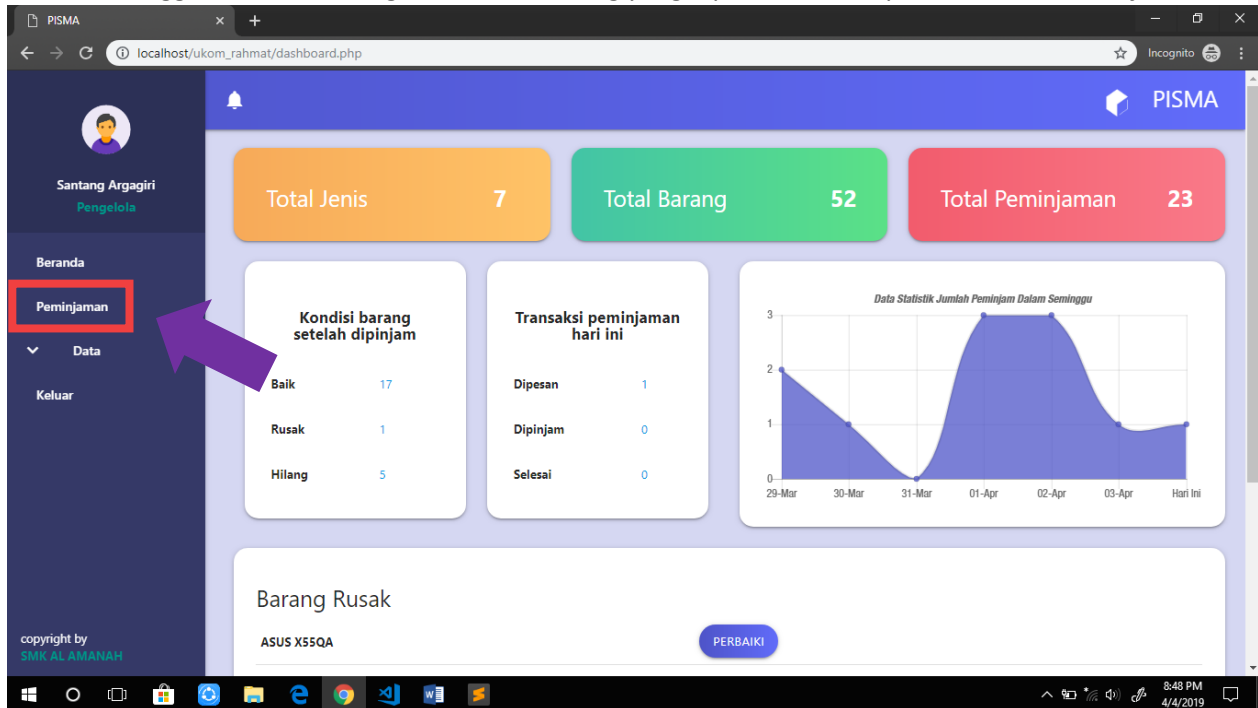 PISMA
localhost/ukom_rahmat/dashboard.php
Incognito
PISMA
Santang Argagiri
Pengelola
Beranda
Peminjaman
Data
Keluar
copyright by
SMK AL AMANAH
Total Jenis 7
Total Barang 52
Total Peminjaman 23
Kondisi barang
setelah dipinjam
Baik 17
Rusak 1
Hilang 5
Transaksi peminjaman
hari ini
Dipesan 1
Dipinjam 0
Selesai 0
Data Statistik Jumlah Peminjam Dalam Seminggu
3
2
1
0
29-Mar 30-Mar 31-Mar 01-Apr 02-Apr 03-Apr Hari Ini
Barang Rusak
ASUS X55QA PERBAIKI
8:48 PM
4/4/2019